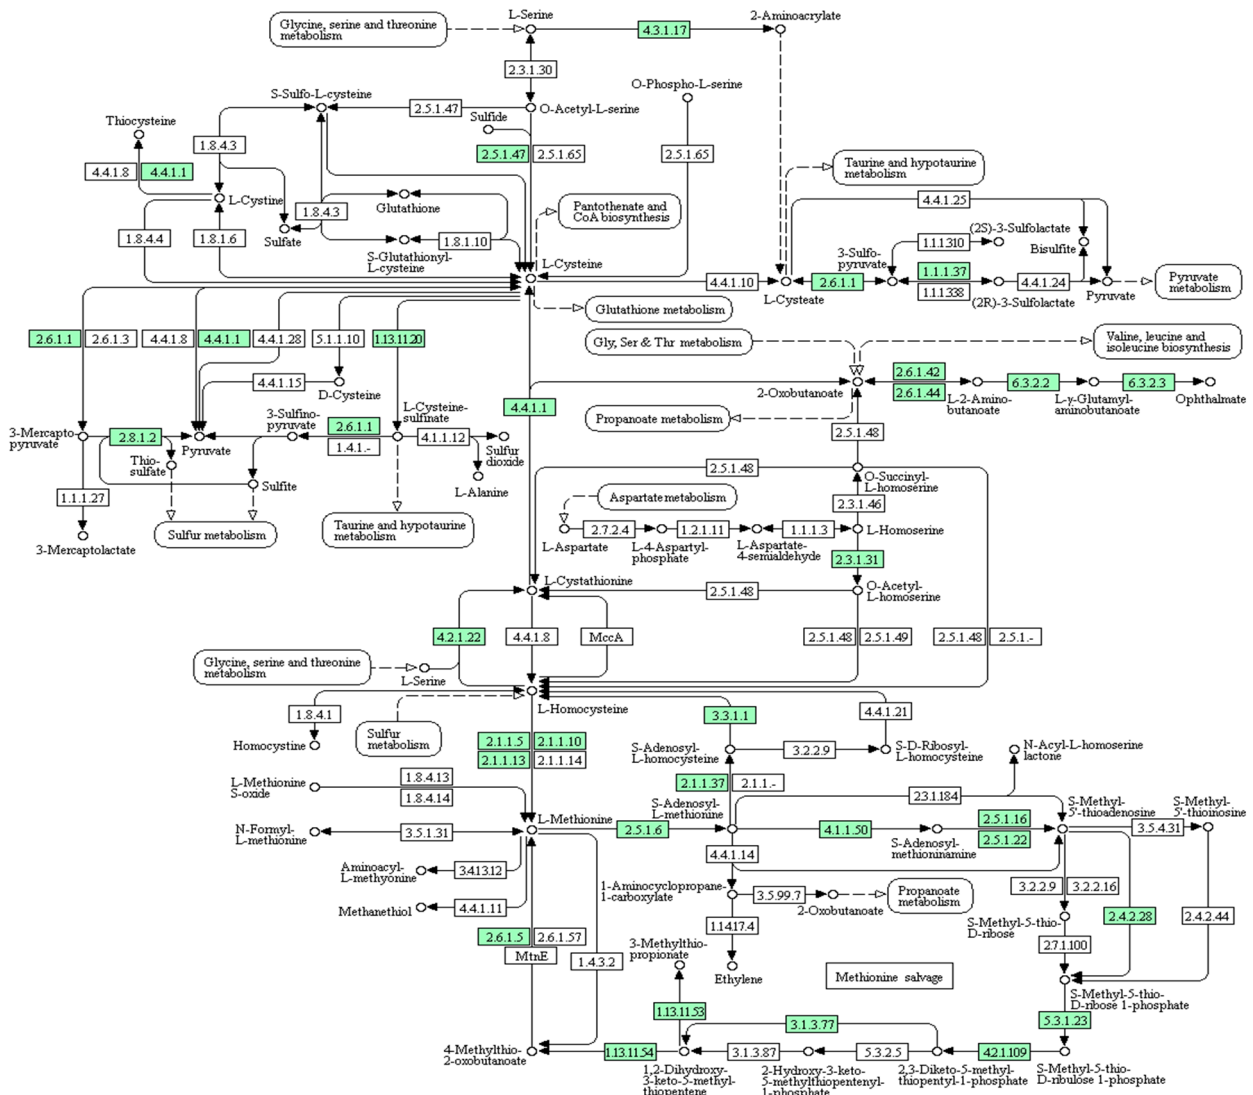 Glycine, serine and threonine
metabolism
L-Serine
4.3.1.17
2-Aminoacrylate
2.3.1.30
O-Phospho-L-serine
S-Sulfo-L-cysteine
2.5.1.47
O-Acetyl-L-serine
Sulfide
Thiocysteine
1.8.4.3
4.4.1.8
4.4.1.1
2.5.1.47
2.5.1.65
2.5.1.65
Taurine and hypotaurine
metabolism
L-Cystine
Glutathione
1.8.4.3
Sulfate
1.8.4.4
1.8.1.6
S-Glutathionyl-
L-cysteine
1.8.1.10
Pantothenate and
CoA biosynthesis
4.4.1.25
(2S)-3-Sulfolactate
1.1.1310
Bisulfite
3-Sulfo-
pyruvate
L-Cysteine
4.4.1.10
L-Cysteate
2.6.1.1
1.1.1.37
1.1.1338
(2R)-3-Sulfolactate
4.4.1.24
Pyruvate
Pyruvate
metabolism
Glutathione metabolism
2.6.1.1
2.6.1.3
4.4.1.8
4.4.1.1
4.4.1.28
5.1.1.10
1.13.11.20
Gly, Ser & Thr metabolism
Valine, leucine and
isoleucine biosynthesis
4.4.1.15
D-Cysteine
4.4.1.1
2-Oxobutanoate
2.6.1.42
2.6.1.44
L-2-Amino-
butanoate
6.3.2.2
L-γ-Glutamyl-
aminobutanoate
6.3.2.3
Ophthalmate
Propanoate metabolism
3-Mercapto-
pyruvate
2.8.1.2
Pyruvate
3-Sulfino-
pyruvate
2.6.1.1
1.4.1.-
L-Cysteine-
sulfinate
4.1.1.12
Sulfur
dioxide
2.5.1.48
Thio-
sulfate
Sulfite
L-Alanine
1.1.1.27
2.5.1.48
O-Succinyl-
L-homoserine
Aspartate metabolism
2.3.1.46
3-Mercaptolactate
Sulfur metabolism
Taurine and hypotaurine
metabolism
L-Aspartate
2.7.2.4
L-4-Aspartyl-
phosphate
1.2.1.11
L-Aspartate-
4-semialdehyde
1.1.1.3
L-Homoserine
2.3.1.31
L-Cystathionine
2.5.1.48
O-Acetyl-
L-homoserine
4.2.1.22
4.4.1.8
MccA
2.5.1.48
2.5.1.49
2.5.1.48
2.5.1.-
Glycine, serine and threonine
metabolism
L-Serine
L-Homocysteine
1.8.4.1
Sulfur
metabolism
3.3.1.1
4.4.1.21
Homocystine
2.1.1.5
2.1.1.10
2.1.1.13
2.1.1.14
S-Adenosyl-
L-homocysteine
3.2.2.9
S-D-Ribosyl-
L-homocysteine
N-Acyl-L-homoserine
lactone
L-Methionine
S-oxide
1.8.4.13
1.8.4.14
2.1.1.37
2.1.1.-
S-Adenosyl-
L-methionine
2.3.1.184
S-Methyl-
5'-thioadenosine
S-Methyl-
5'-thioinosine
N-Formyl-
L-methionine
3.5.1.31
L-Methionine
2.5.1.6
4.1.1.50
S-Adenosyl-
methioninamine
2.5.1.16
2.5.1.22
3.5.4.31
Aminoacyl-
L-methyonine
3.4.13.12
4.4.1.14
Methanethiol
4.4.1.11
1-Aminocyclopropane-
1-carboxylate
3.5.99.7
2-Oxobutanoate
Propanoate
metabolism
3.2.2.9
3.2.2.16
2.4.2.28
2.4.2.44
2.6.1.5
2.6.1.57
MtnE
1.4.3.2
1.14.17.4
S-Methyl-5-thio-
D-ribose
2.7.1.100
3-Methylthio-
propionate
Ethylene
Methionine salvage
S-Methyl-5-thio-
D-ribose 1-phosphate
1.13.11.53
3.1.3.77
5.3.1.23
4-Methylthio-
2-oxobutanoate
1.13.11.54
1,2-Dihydroxy-
3-keto-5-methyl-
thiopentene
3.1.3.87
2-Hydroxy-3-keto-
5-methylthiopentenyl-
1-phosphate
5.3.2.5
2,3-Diketo-5-methyl-
thiopentyl-1-phosphate
4.2.1.109
S-Methyl-5-thio-
D-ribulose 1-phosphate